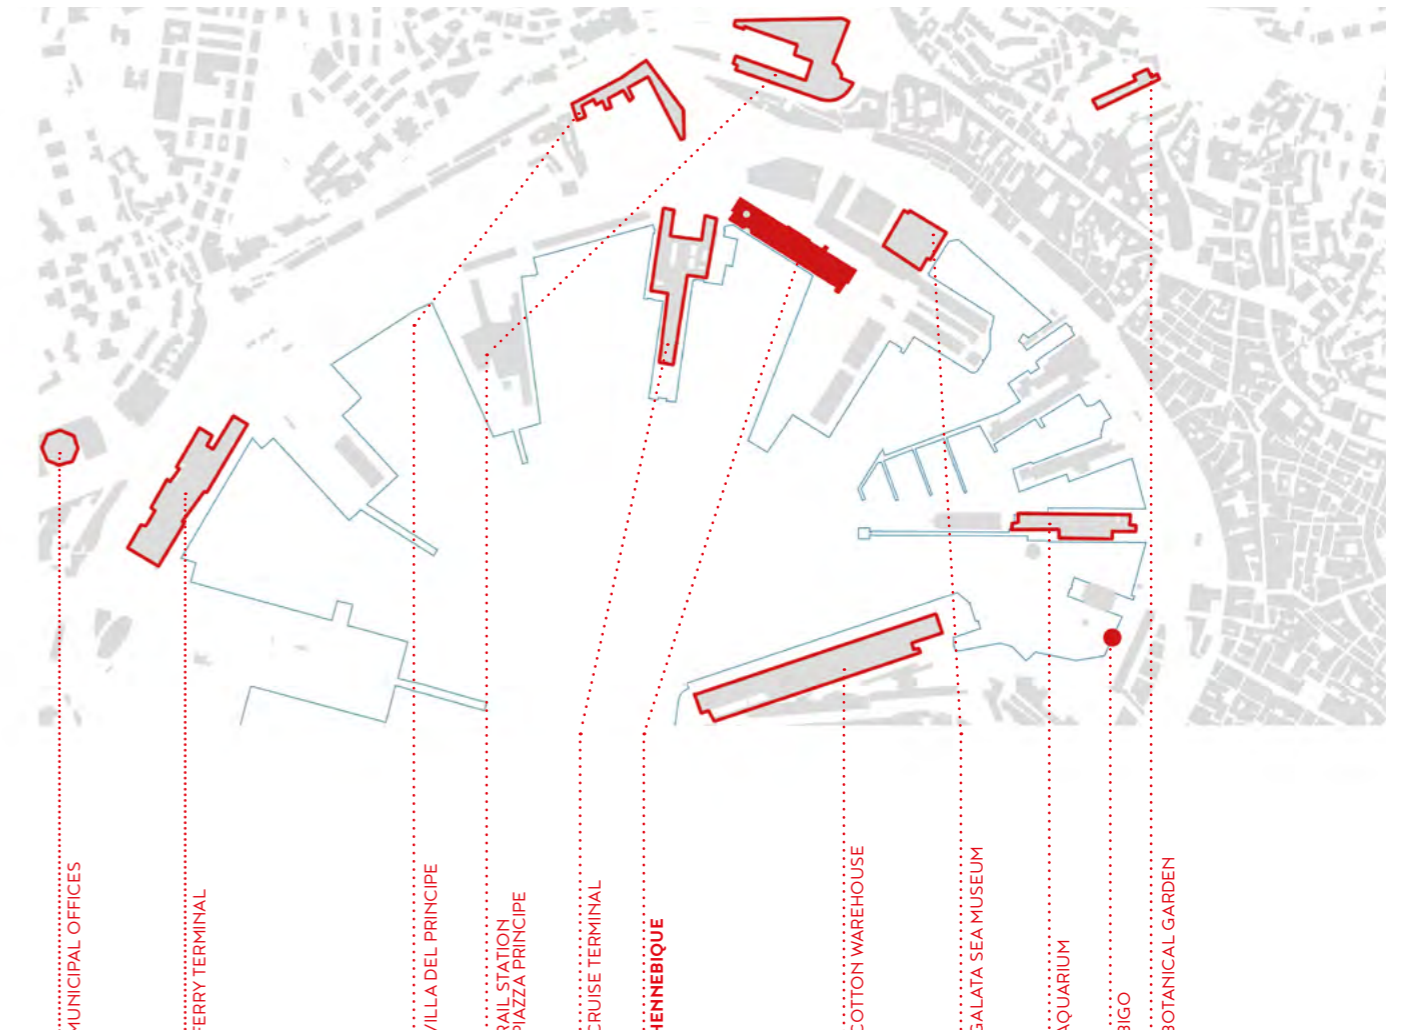 MUNICIPAL OFFICES
FERRY TERMINAL
VILLA DEL PRINCIPE
RAIL STATION
PIAZZA PRINCIPE
CRUISE TERMINAL
HENNEBIQUE
COTTON WAREHOUSE
GALATA SEA MUSEUM
AQUARIUM
BIGO
BOTANICAL GARDEN